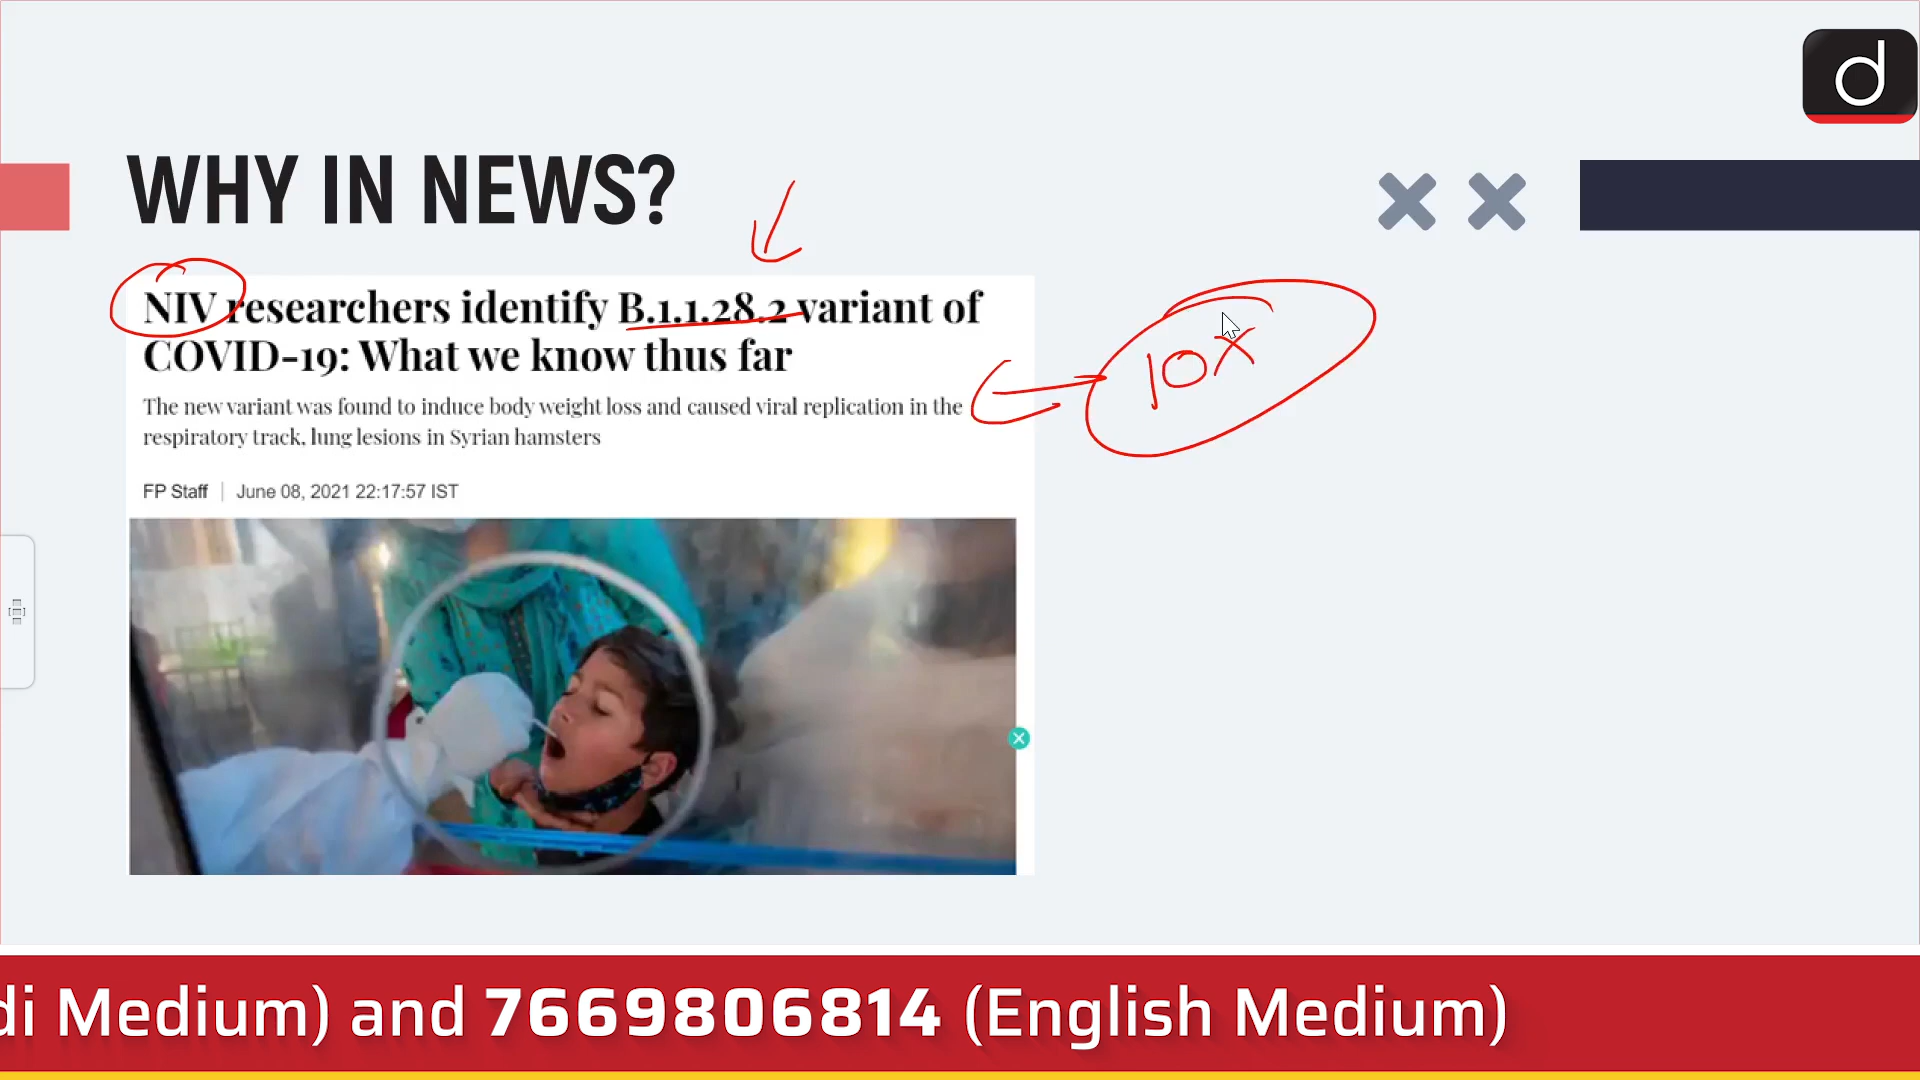 d
WHY IN NEWS?
NIV researchers identify B.1.1.28.2 variant of
COVID-19: What we know thus far
The new variant was found to induce body weight loss and caused viral replication in the
respiratory track, lung lesions in Syrian hamsters
FP Staff | June 08, 2021 22:17:57 IST
10x
di Medium) and 7669806814 (English Medium)